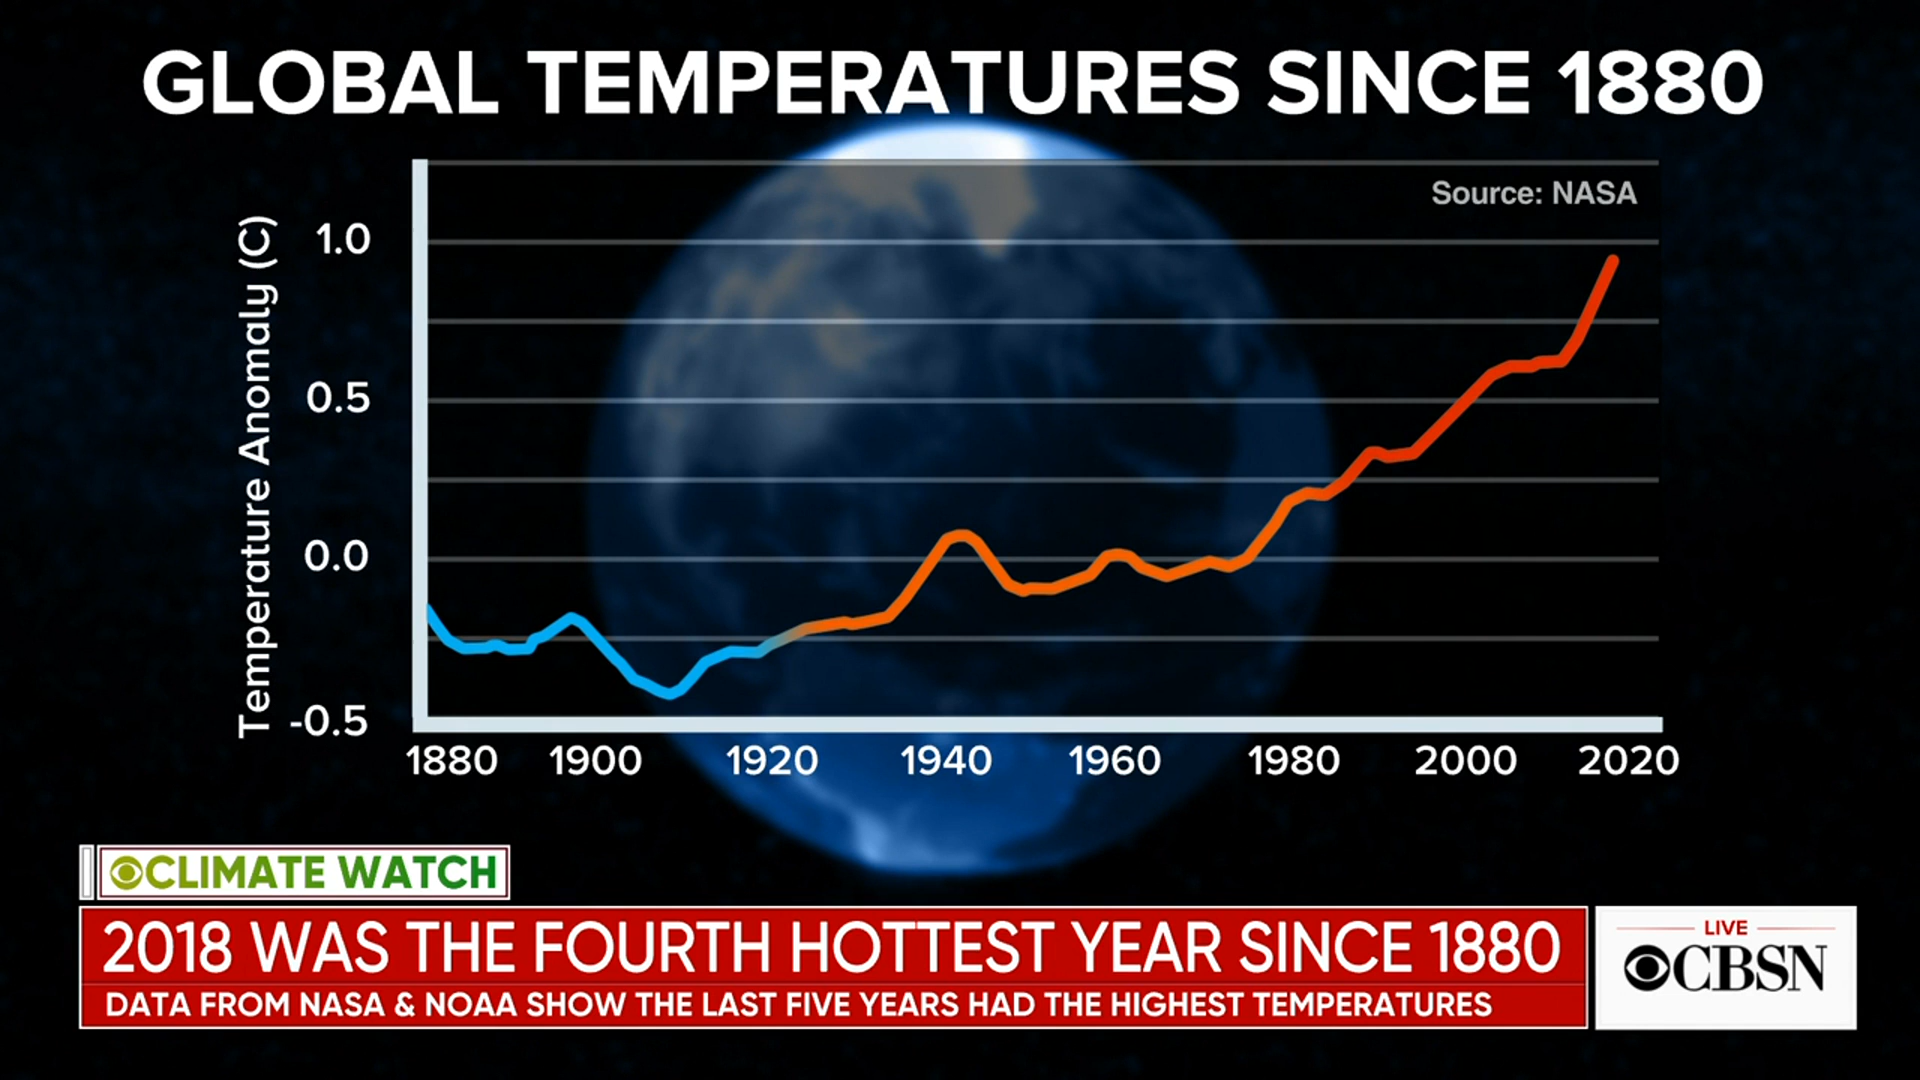 GLOBAL TEMPERATURES SINCE 1880
Source: NASA
Temperature Anomaly (C)
1.0
0.5
0.0
-0.5
1880 1900 1920 1940 1960 1980 2000 2020
CLIMATE WATCH
2018 WAS THE FOURTH HOTTEST YEAR SINCE 1880
DATA FROM NASA & NOAA SHOW THE LAST FIVE YEARS HAD THE HIGHEST TEMPERATURES
LIVE
CBSN